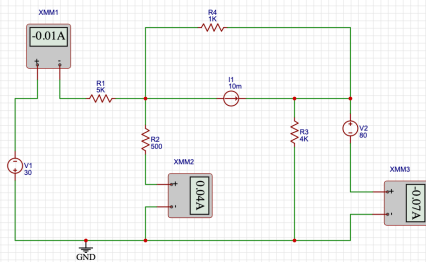 XMM1
-0.01A
R4
1K
R1
5K
I1
10m
R2
500
R3
4K
V2
80
V1
30
XMM2
0.04A
XMM3
-0.07A
GND